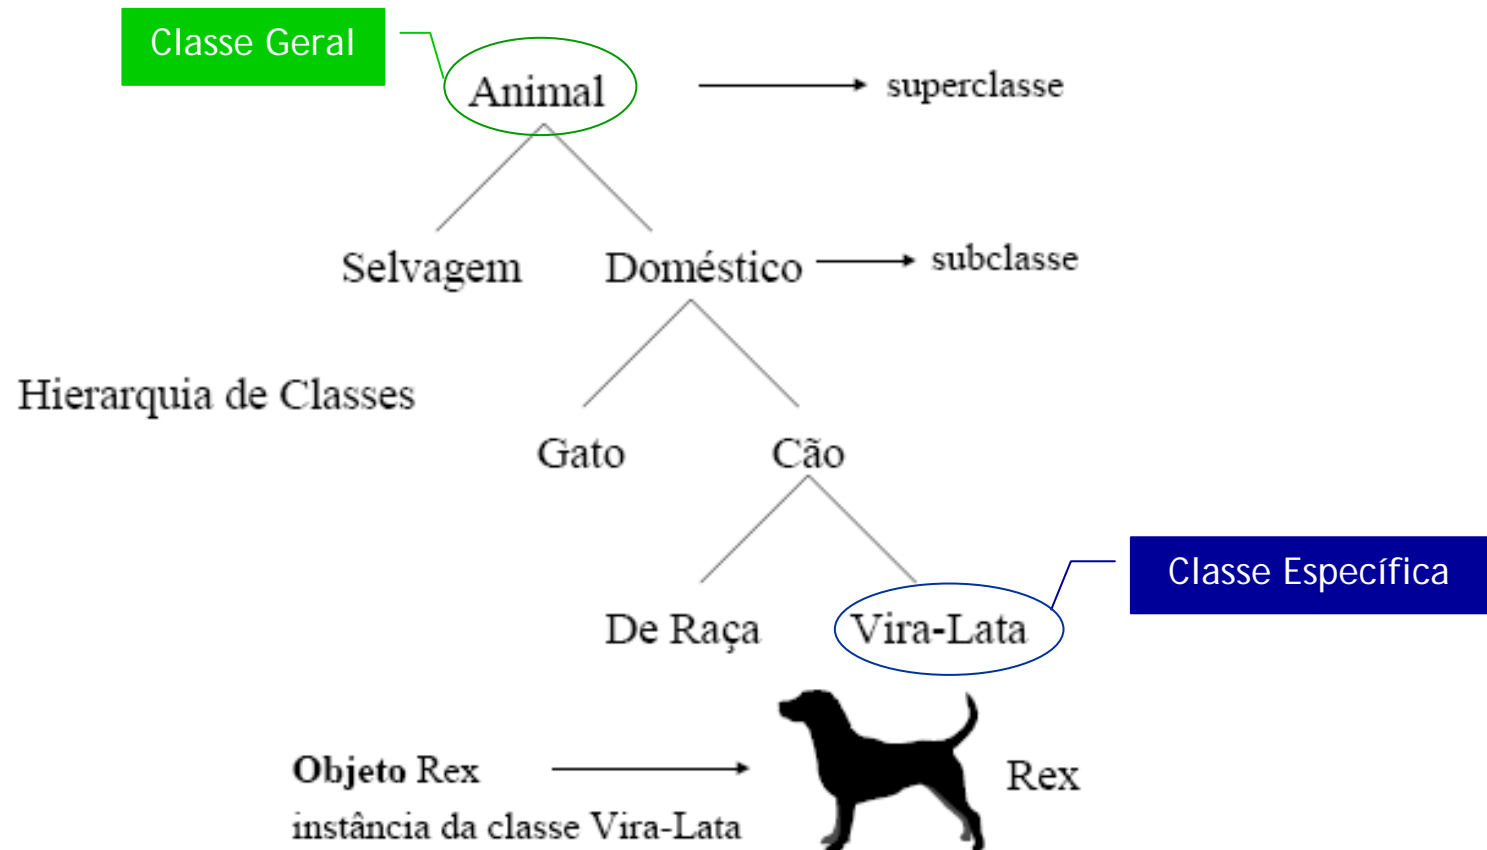 Classe Geral
Animal
superclasse
Selvagem
Doméstico
subclasse
Hierarquia de Classes
Gato
Cão
Classe Específica
De Raça
Vira-Lata
Objeto Rex
Rex
instância da classe Vira-Lata